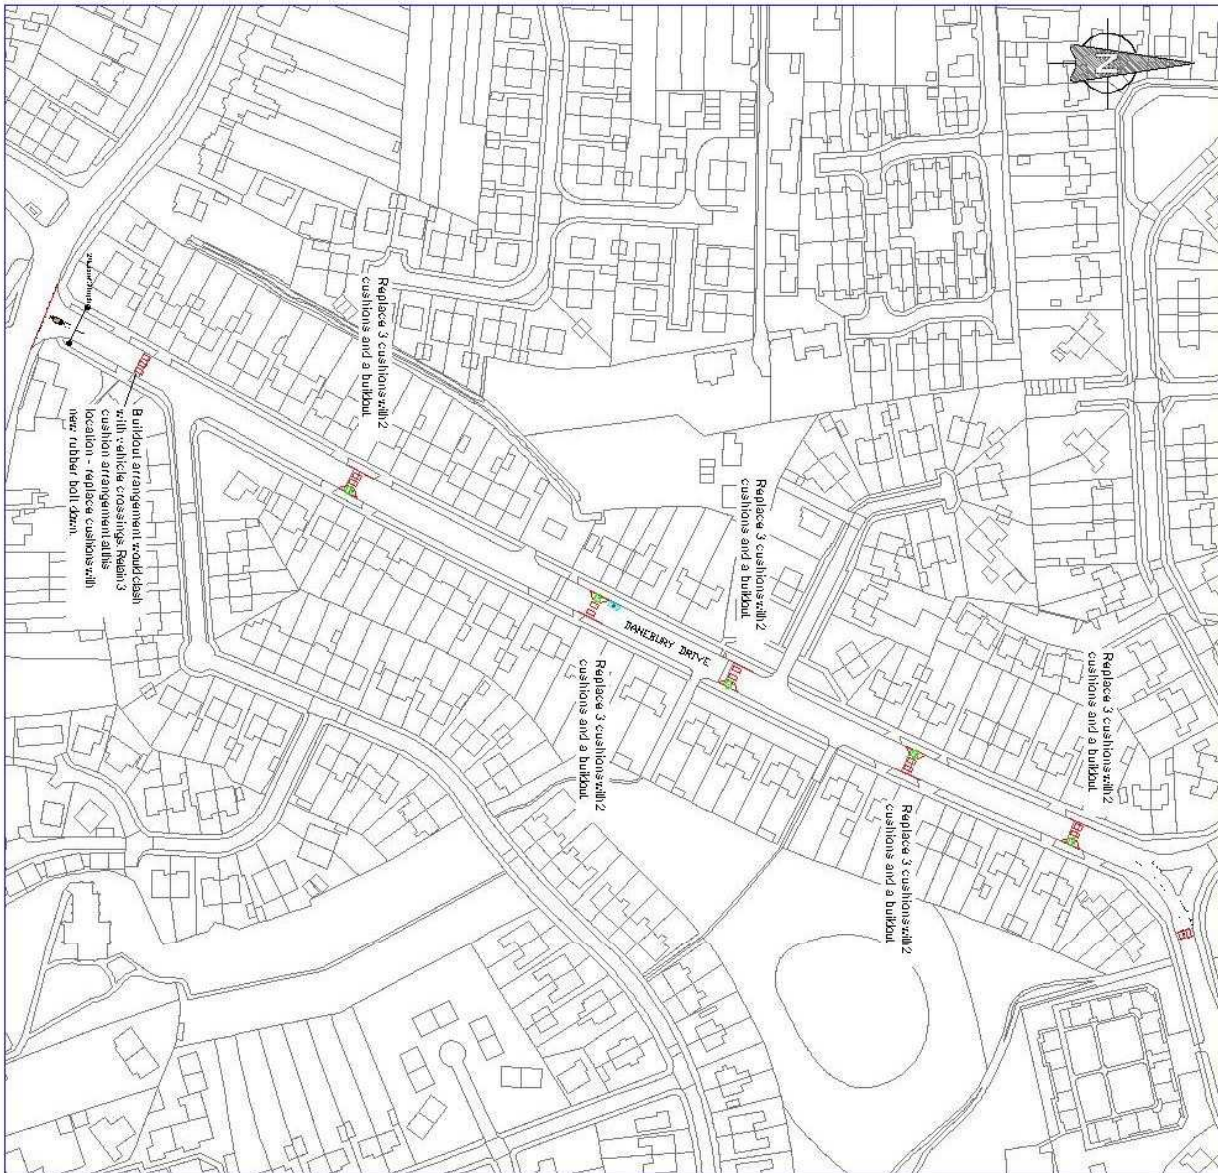 N
Replace 3 cushions with 2
cushions and a buildout.
Replace 3 cushions with 2
cushions and a buildout.
Replace 3 cushions with 2
cushions and a buildout.
DANEBURY DRIVE
Replace 3 cushions with 2
cushions and a buildout.
Replace 3 cushions with 2
cushions and a buildout.
Buildout arrangement would clash
with vehicle crossings. Retain 3
cushion arrangement at this
location - replace cushions with
new rubber bolt down.